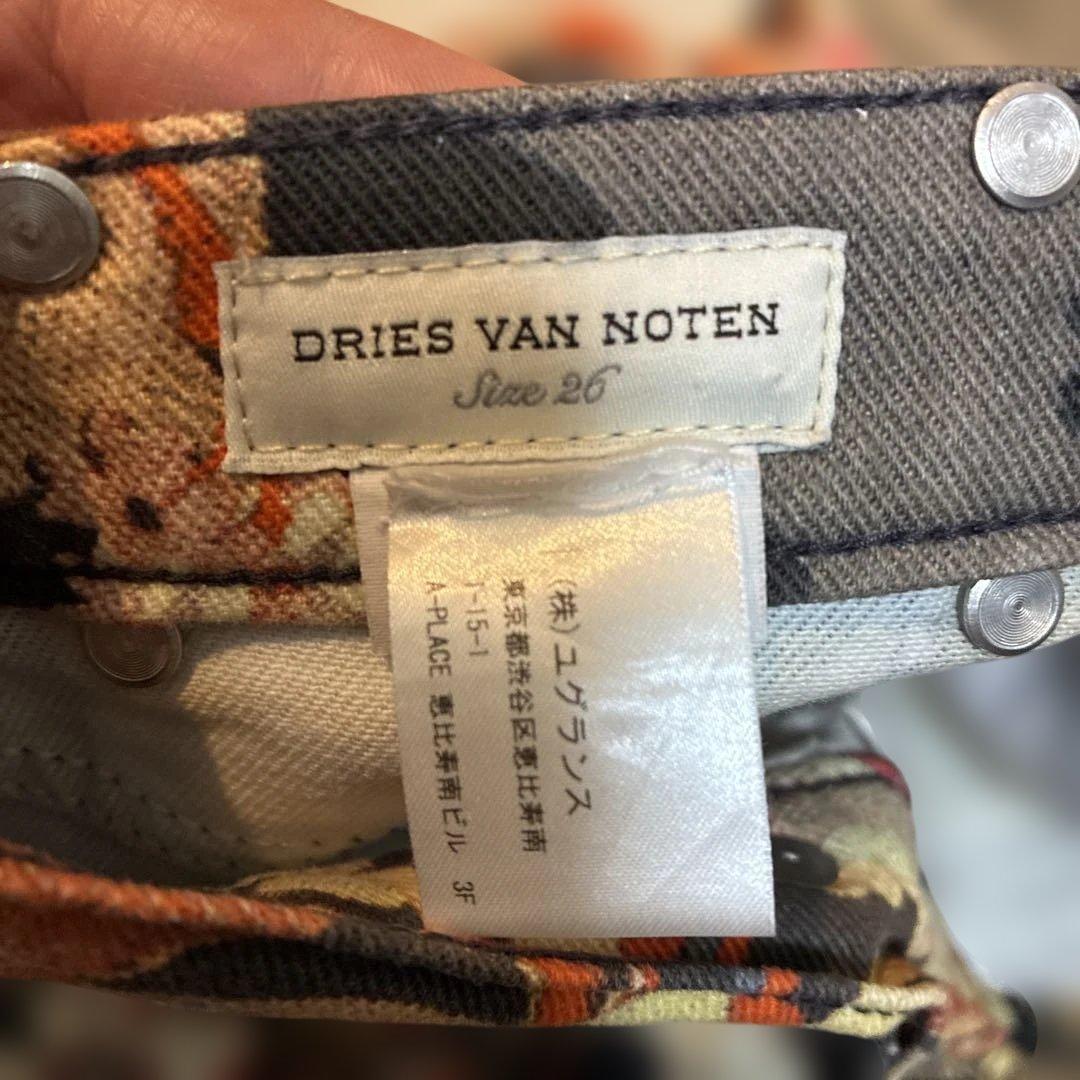 DRIES VAN NOTEN
Size 26
(株)ユグランス
東京都渋谷区恵比寿南
1-15-1
A-PLACE 恵比寿南ビル 3F